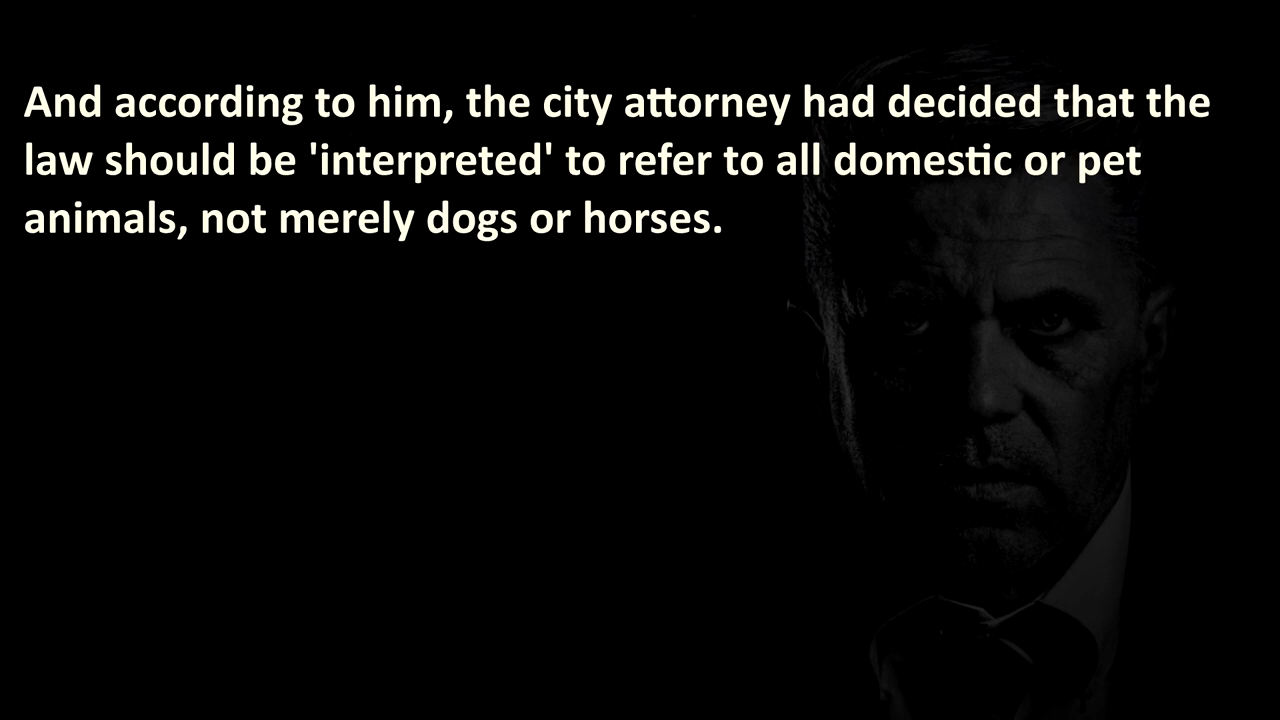 And according to him, the city attorney had decided that the
law should be 'interpreted' to refer to all domestic or pet
animals, not merely dogs or horses.